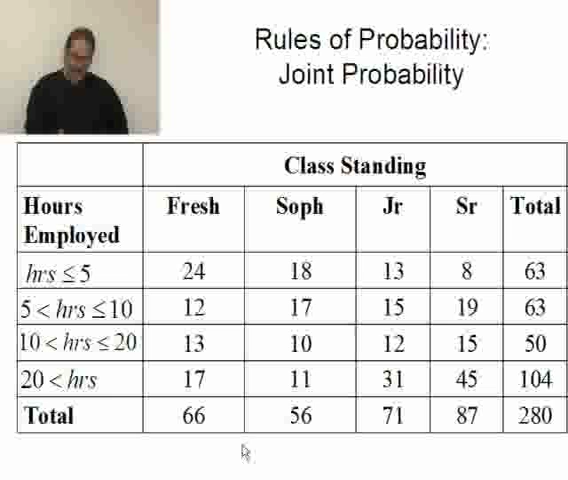 Rules of Probability:
Joint Probability
Class Standing
Hours Employed Fresh Soph Jr Sr Total
hrs ≤ 5 24 18 13 8 63
5 < hrs ≤ 10 12 17 15 19 63
10 < hrs ≤ 20 13 10 12 15 50
20 < hrs 17 11 31 45 104
Total 66 56 71 87 280